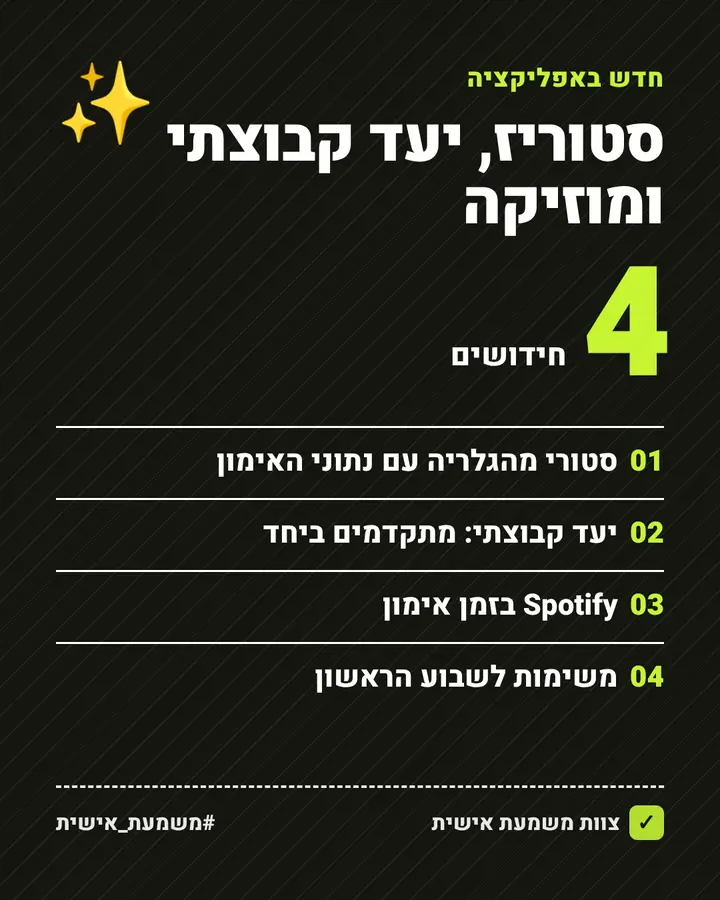 חדש באפליקציה
סטוריז, יעד קבוצתי
ומוזיקה
4 חידושים
01 סטורי מהגלריה עם נתוני האימון
02 יעד קבוצתי: מתקדמים ביחד
03 Spotify בזמן אימון
04 משימות לשבוע הראשון
צוות משמעת אישית
#משמעת_אישית